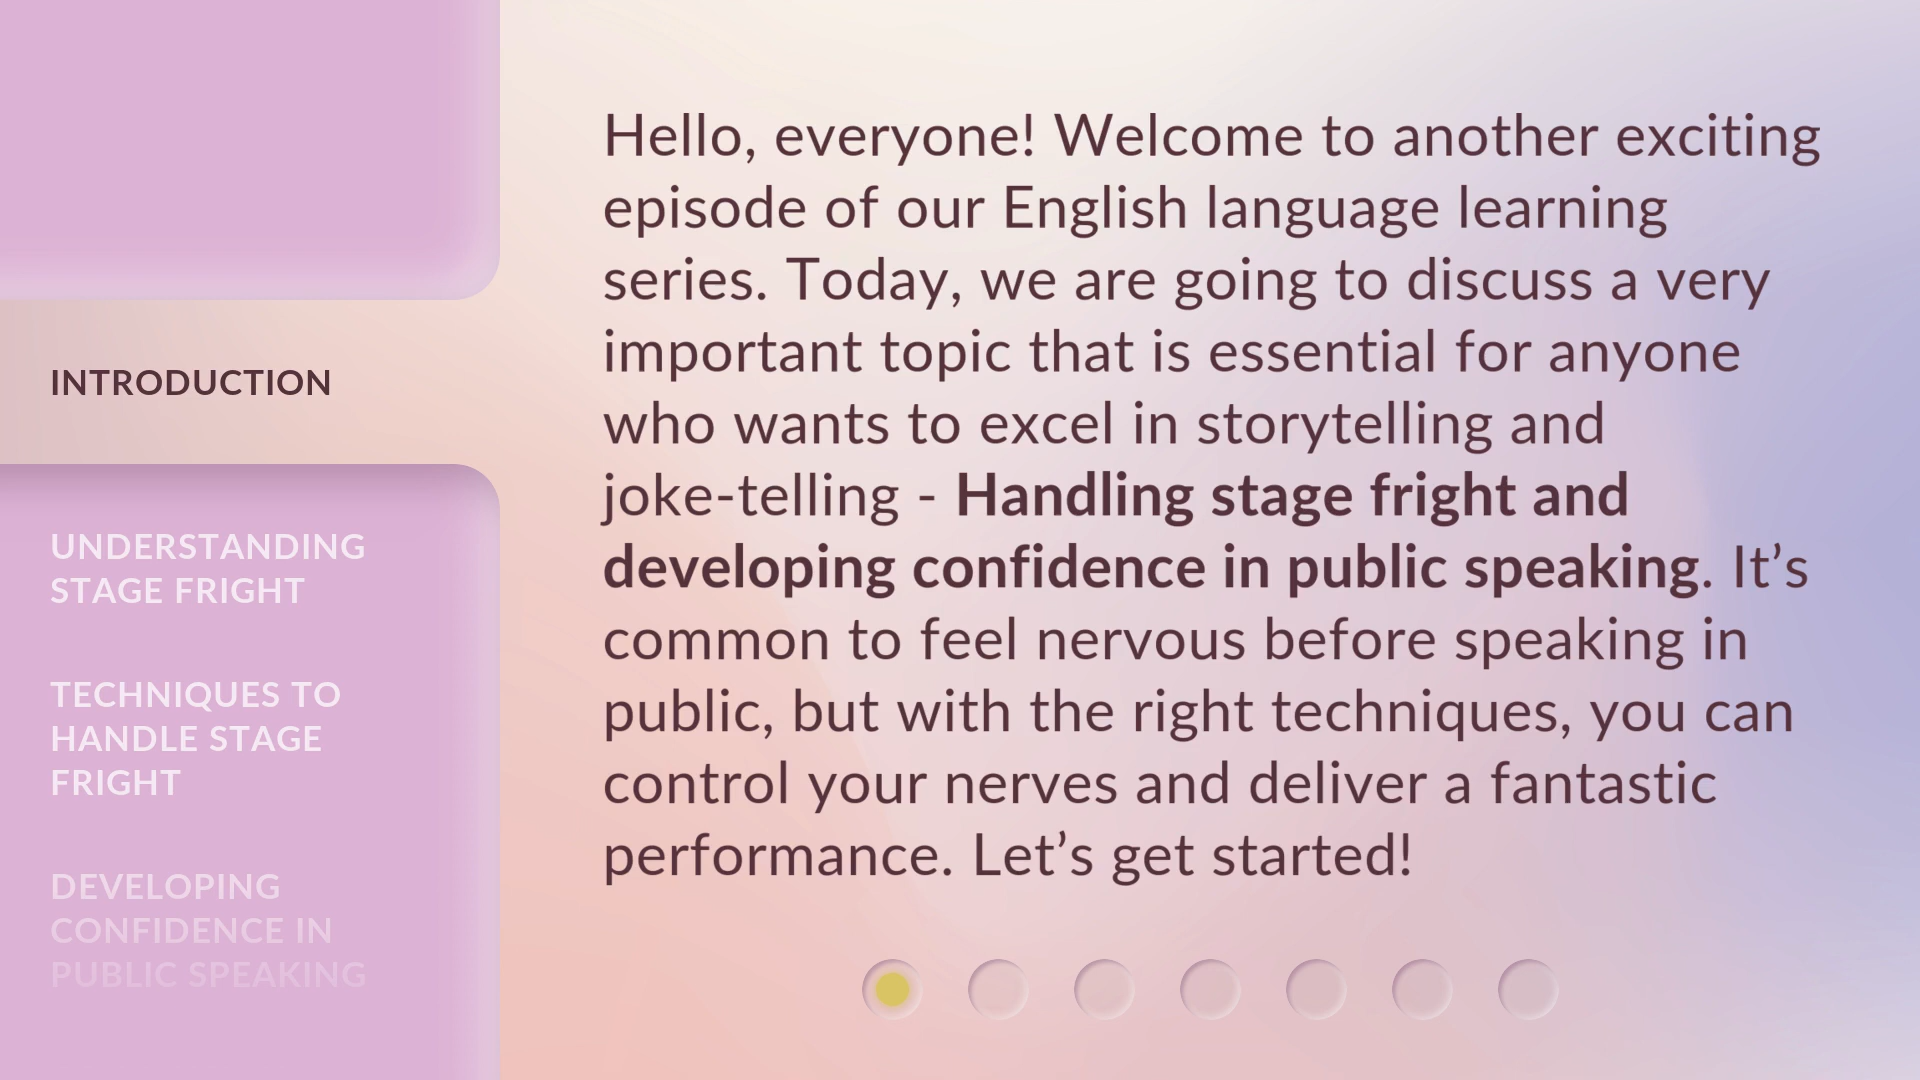 INTRODUCTION
UNDERSTANDING
STAGE FRIGHT
TECHNIQUES TO
HANDLE STAGE
FRIGHT
DEVELOPING
CONFIDENCE IN
PUBLIC SPEAKING
Hello, everyone! Welcome to another exciting
episode of our English language learning
series. Today, we are going to discuss a very
important topic that is essential for anyone
who wants to excel in storytelling and
joke-telling - Handling stage fright and
developing confidence in public speaking. It’s
common to feel nervous before speaking in
public, but with the right techniques, you can
control your nerves and deliver a fantastic
performance. Let’s get started!